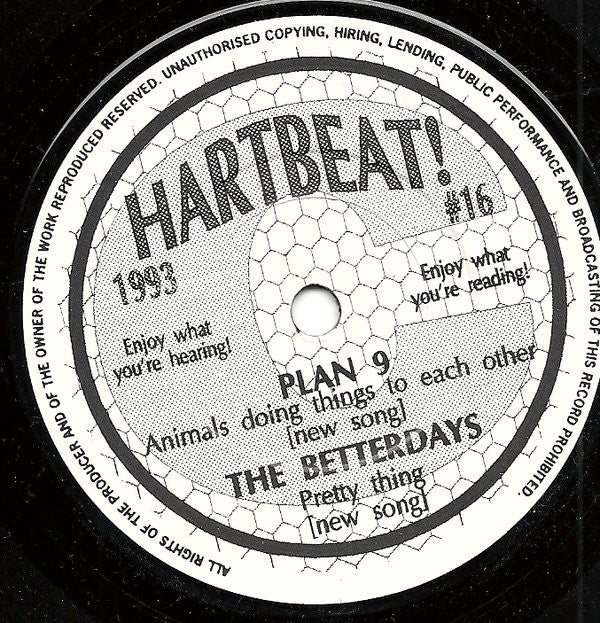 ALL RIGHTS OF THE PRODUCER AND OF THE OWNER OF THE WORK REPRODUCED RESERVED. UNAUTHORISED COPYING, HIRING, LENDING, PUBLIC PERFORMANCE AND BROADCASTING OF THIS RECORD PROHIBITED.
HARTBEAT!
#16
1993
Enjoy what
you're reading!
Enjoy what
you're hearing!
PLAN 9
Animals doing things to each other
[new song]
THE BETTERDAYS
Pretty thing
[new song]